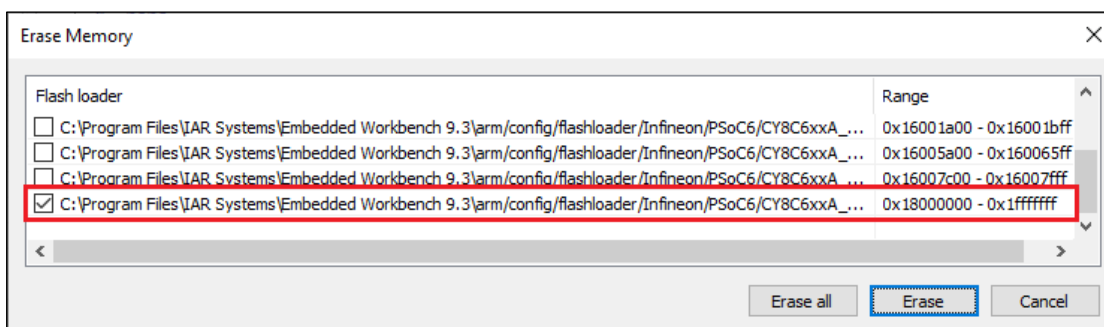 Erase Memory
Flash loader Range
C:\Program Files\IAR Systems\Embedded Workbench 9.3\arm/config/flashloader/Infineon/PSoC6/CY8C6xxA_... 0x16001a00 - 0x16001bff
C:\Program Files\IAR Systems\Embedded Workbench 9.3\arm/config/flashloader/Infineon/PSoC6/CY8C6xxA_... 0x16005a00 - 0x160065ff
C:\Program Files\IAR Systems\Embedded Workbench 9.3\arm/config/flashloader/Infineon/PSoC6/CY8C6xxA_... 0x16007c00 - 0x16007fff
C:\Program Files\IAR Systems\Embedded Workbench 9.3\arm/config/flashloader/Infineon/PSoC6/CY8C6xxA_... 0x18000000 - 0x1fffffff
Erase all Erase Cancel